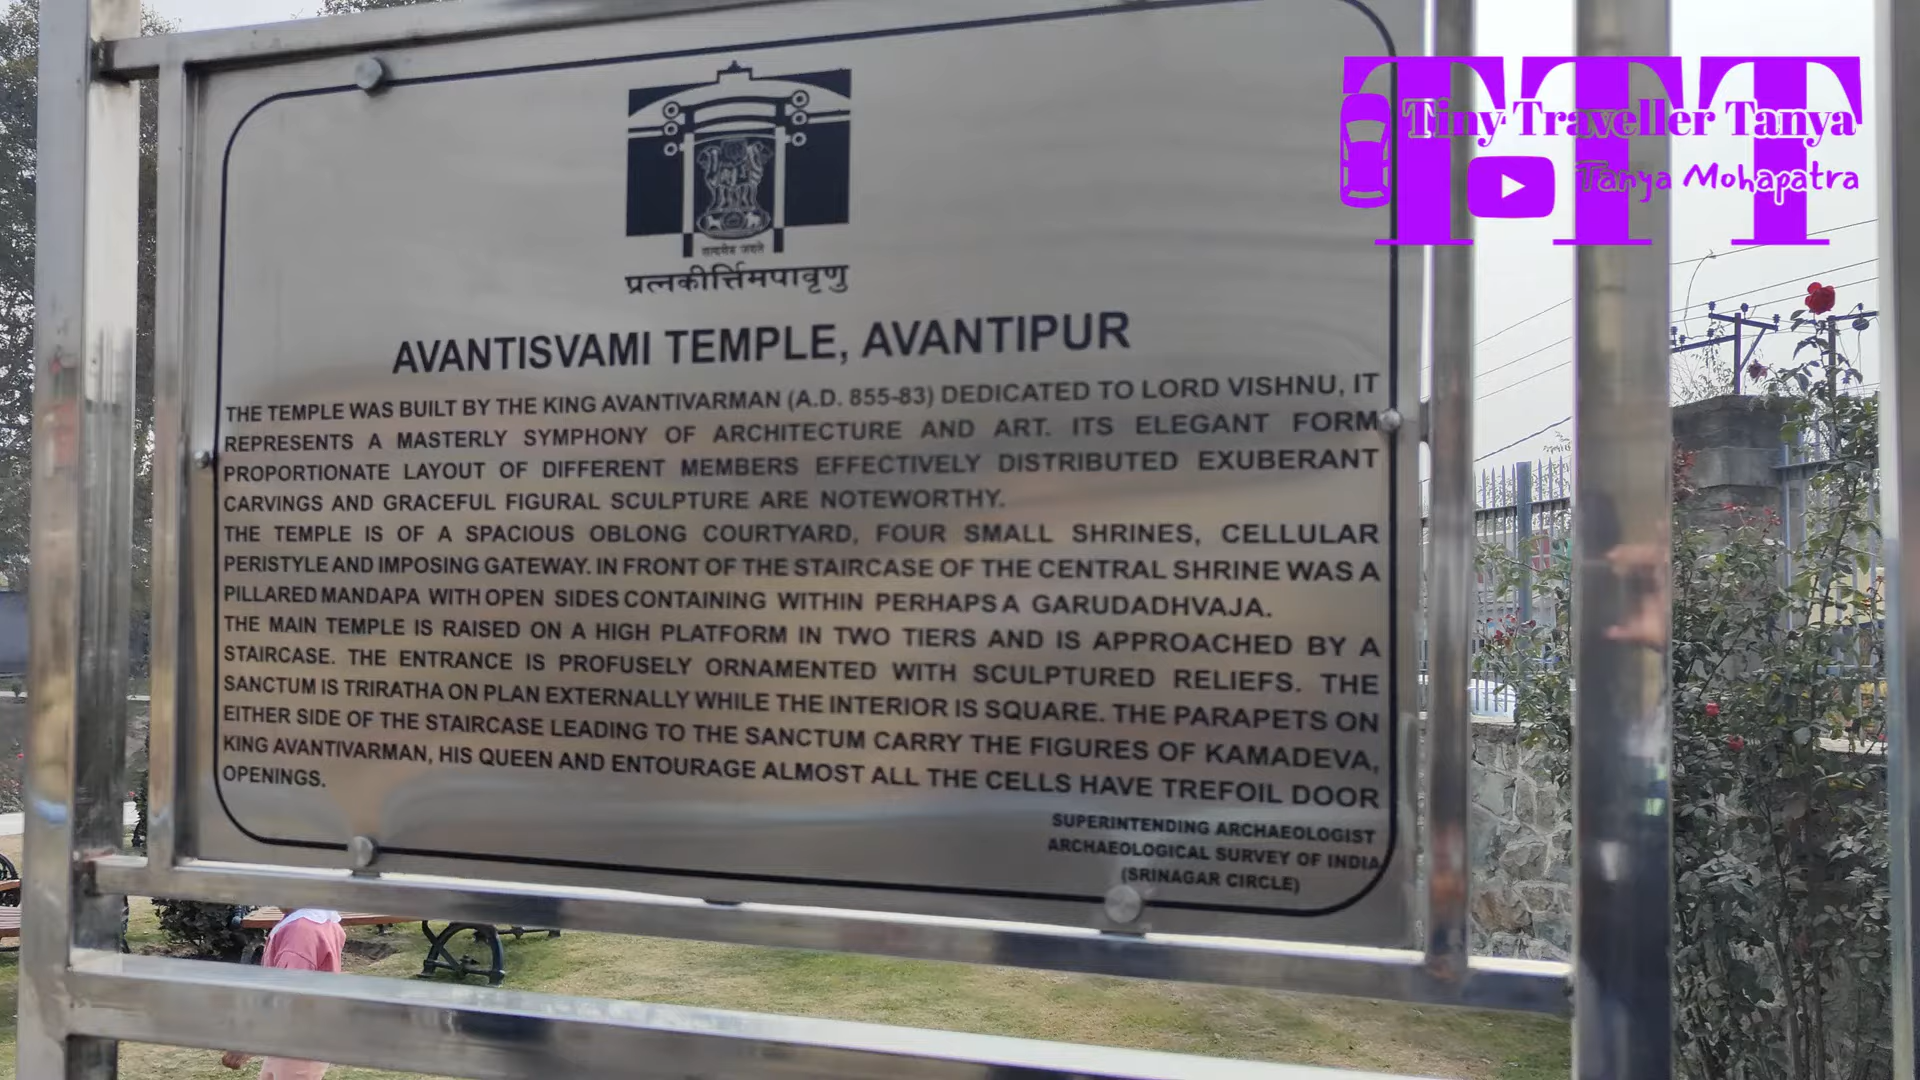 सत्यमेव जयते
प्रत्नकीर्त्तिमपावृणु
AVANTISVAMI TEMPLE, AVANTIPUR
THE TEMPLE WAS BUILT BY THE KING AVANTIVARMAN (A.D. 855-83) DEDICATED TO LORD VISHNU, IT
REPRESENTS A MASTERLY SYMPHONY OF ARCHITECTURE AND ART. ITS ELEGANT FORM
PROPORTIONATE LAYOUT OF DIFFERENT MEMBERS EFFECTIVELY DISTRIBUTED EXUBERANT
CARVINGS AND GRACEFUL FIGURAL SCULPTURE ARE NOTEWORTHY.
THE TEMPLE IS OF A SPACIOUS OBLONG COURTYARD, FOUR SMALL SHRINES, CELLULAR
PERISTYLE AND IMPOSING GATEWAY. IN FRONT OF THE STAIRCASE OF THE CENTRAL SHRINE WAS A
PILLARED MANDAPA WITH OPEN SIDES CONTAINING WITHIN PERHAPS A GARUDADHVAJA.
THE MAIN TEMPLE IS RAISED ON A HIGH PLATFORM IN TWO TIERS AND IS APPROACHED BY A
STAIRCASE. THE ENTRANCE IS PROFUSELY ORNAMENTED WITH SCULPTURED RELIEFS. THE
SANCTUM IS TRIRATHA ON PLAN EXTERNALLY WHILE THE INTERIOR IS SQUARE. THE PARAPETS ON
EITHER SIDE OF THE STAIRCASE LEADING TO THE SANCTUM CARRY THE FIGURES OF KAMADEVA,
KING AVANTIVARMAN, HIS QUEEN AND ENTOURAGE ALMOST ALL THE CELLS HAVE TREFOIL DOOR
OPENINGS.
SUPERINTENDING ARCHAEOLOGIST
ARCHAEOLOGICAL SURVEY OF INDIA
(SRINAGAR CIRCLE)
TTT
Tiny Traveller Tanya
Tanya Mohapatra